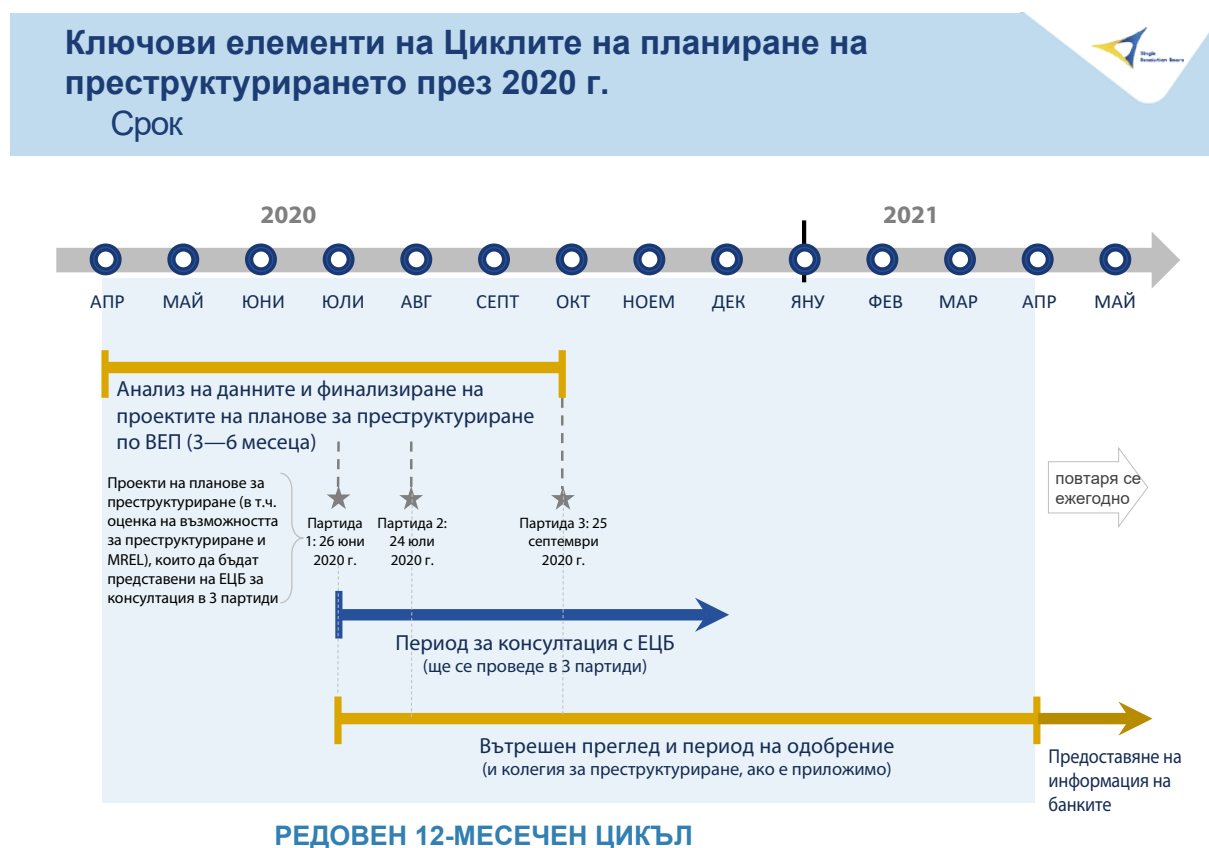 Ключови елементи на Циклите на планиране на
преструктурирането през 2020 г.
Срок
Single
Resolution Board
2020
2021
АПР МАЙ ЮНИ ЮЛИ АВГ СЕПТ ОКТ НОЕМ ДЕК ЯНУ ФЕВ МАР АПР МАЙ
Анализ на данните и финализиране на
проектите на планове за преструктуриране
по ВЕП (3—6 месеца)
Проекти на планове за
преструктуриране (в т.ч.
оценка на възможността
за преструктуриране и
MREL), които да бъдат
представени на ЕЦБ за
консултация в 3 партиди
Партида
1: 26 юни
2020 г.
Партида 2:
24 юли
2020 г.
Партида 3: 25
септември
2020 г.
повтаря се
ежегодно
Период за консултация с ЕЦБ
(ще се проведе в 3 партиди)
Вътрешен преглед и период на одобрение
(и колегия за преструктуриране, ако е приложимо)
Предоставяне на
информация на
банките
РЕДОВЕН 12-МЕСЕЧЕН ЦИКЪЛ